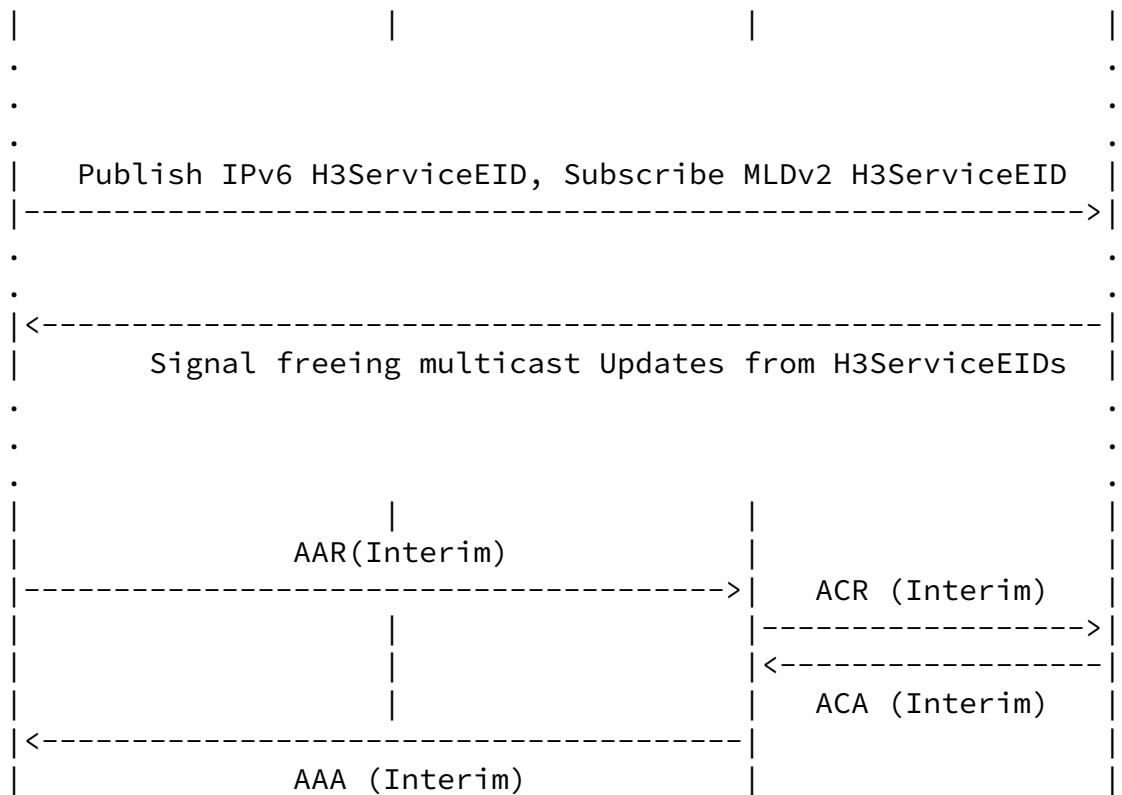 Publish IPv6 H3ServiceEID, Subscribe MLDv2 H3ServiceEID
Signal freeing multicast Updates from H3ServiceEIDs
AAR(Interim)
ACR (Interim)
ACA (Interim)
AAA (Interim)